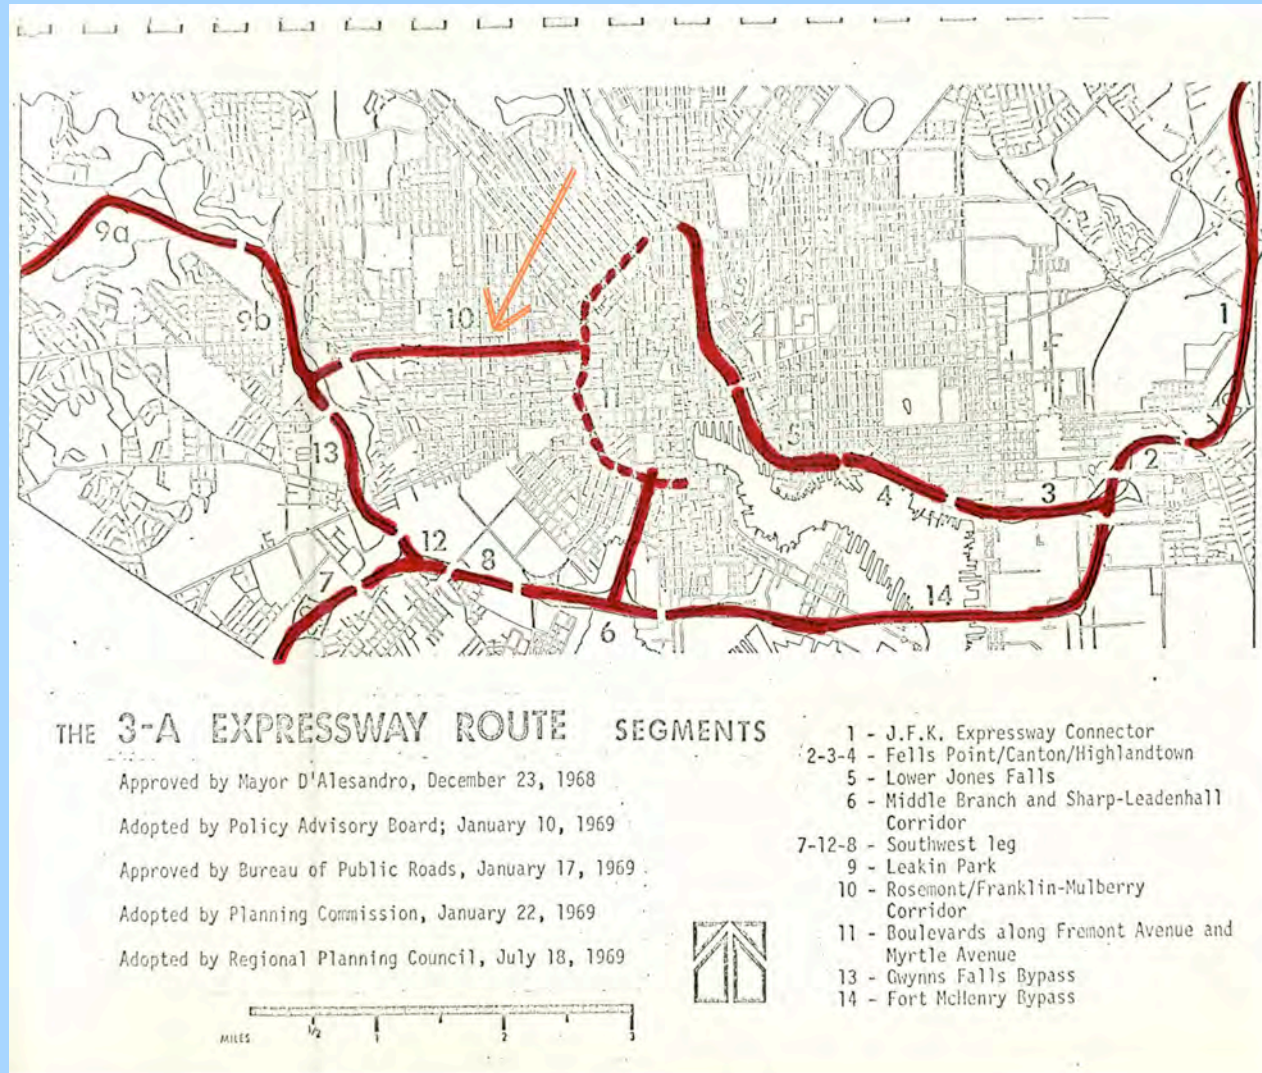 9a
9b
10
1
11
13
5
2
4
3
12
8
7
14
6
THE 3-A EXPRESSWAY ROUTE SEGMENTS
Approved by Mayor D'Alesandro, December 23, 1968
Adopted by Policy Advisory Board; January 10, 1969
Approved by Bureau of Public Roads, January 17, 1969
Adopted by Planning Commission, January 22, 1969
Adopted by Regional Planning Council, July 18, 1969
MILES
1/2
1
2
3
1 - J.F.K. Expressway Connector
2-3-4 - Fells Point/Canton/Highlandtown
5 - Lower Jones Falls
6 - Middle Branch and Sharp-Leadenhall
Corridor
7-12-8 - Southwest leg
9 - Leakin Park
10 - Rosemont/Franklin-Mulberry
Corridor
11 - Boulevards along Fremont Avenue and
Myrtle Avenue
13 - Gwynns Falls Bypass
14 - Fort McHenry Bypass